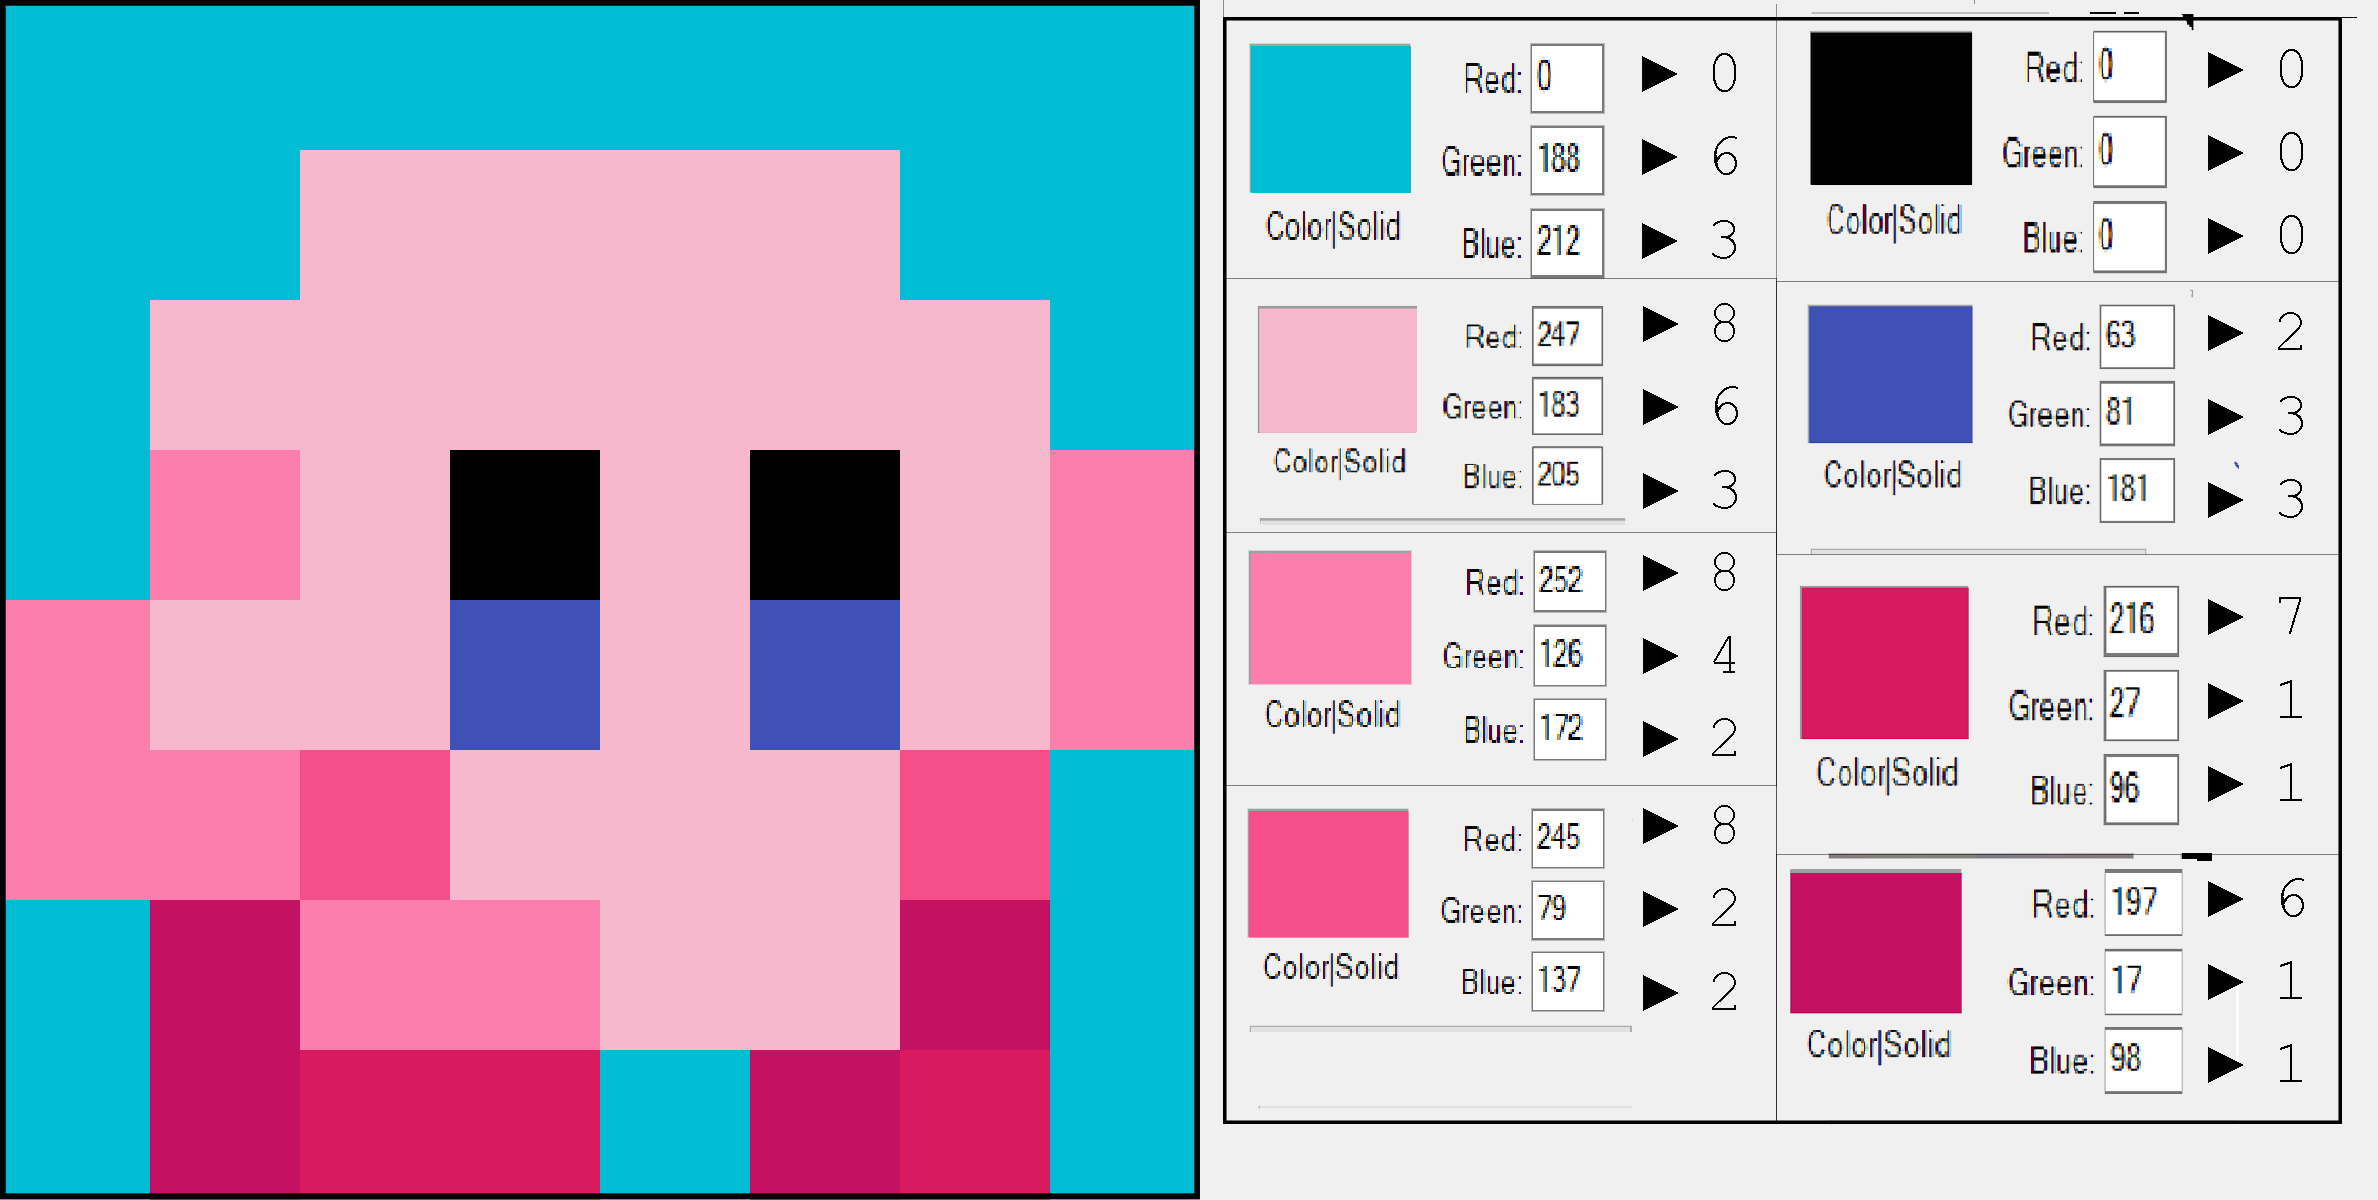 Red: 0 ► 0
Green: 188 ► 6
Blue: 212 ► 3
Color|Solid
Red: 247 ► 8
Green: 183 ► 6
Blue: 205 ► 3
Color|Solid
Red: 252 ► 8
Green: 126 ► 4
Blue: 172 ► 2
Color|Solid
Red: 245 ► 8
Green: 79 ► 2
Blue: 137 ► 2
Color|Solid
Red: 0 ► 0
Green: 0 ► 0
Blue: 0 ► 0
Color|Solid
Red: 63 ► 2
Green: 81 ► 3
Blue: 181 ► 3
Color|Solid
Red: 216 ► 7
Green: 27 ► 1
Blue: 96 ► 1
Color|Solid
Red: 197 ► 6
Green: 17 ► 1
Blue: 98 ► 1
Color|Solid